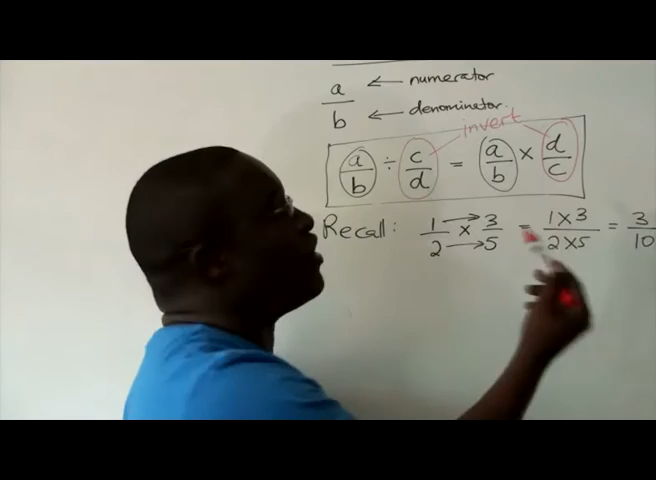 a/b ← numerator
← denominator
invert
a/b ÷ c/d = a/b × d/c
Recall: 1/2 × 3/5 = 1×3/2×5 = 3/10